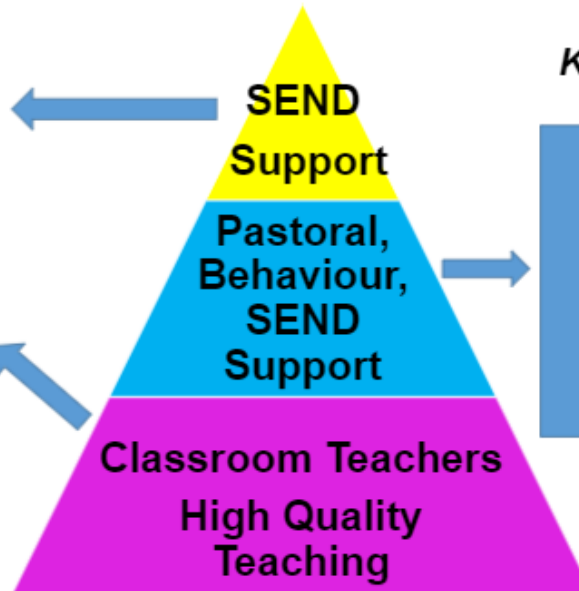 K
SEND
Support
Pastoral,
Behaviour,
SEND
Support
Classroom Teachers
High Quality
Teaching